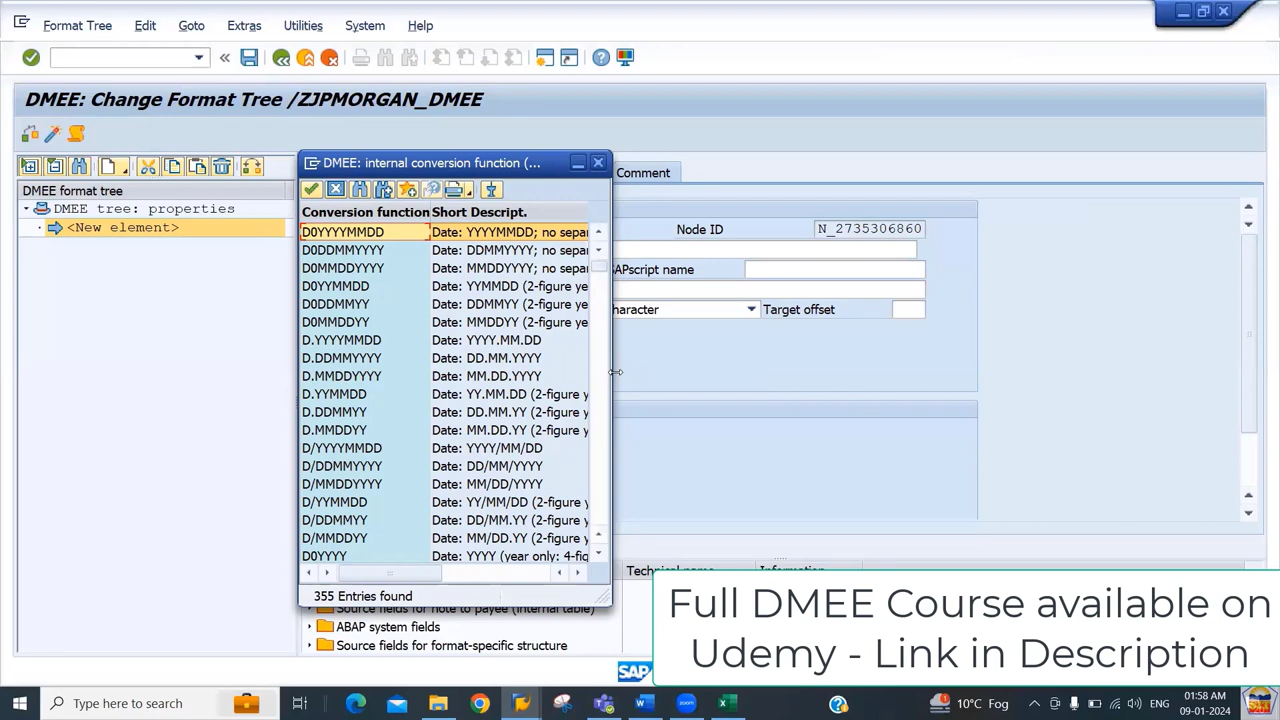 Format Tree Edit Goto Extras Utilities System Help
DMEE: Change Format Tree /ZJPMORGAN_DMEE
DMEE format tree
DMEE tree: properties
<New element>
DMEE: internal conversion function (...
Conversion function Short Descript.
D0YYYYMMDD Date: YYYYMMDD; no separ
D0DDMMYYYY Date: DDMMYYYY; no separ
D0MMDDYYYY Date: MMDDYYYY; no separ
D0YYMMDD Date: YYMMDD (2-figure ye
D0DDMMYY Date: DDMMYY (2-figure ye
D0MMDDYY Date: MMDDYY (2-figure ye
D.YYYYMMDD Date: YYYY.MM.DD
D.DDMMYYYY Date: DD.MM.YYYY
D.MMDDYYYY Date: MM.DD.YYYY
D.YYMMDD Date: YY.MM.DD (2-figure y
D.DDMMYY Date: DD.MM.YY (2-figure y
D.MMDDYY Date: MM.DD.YY (2-figure y
D/YYYYMMDD Date: YYYY/MM/DD
D/DDMMYYYY Date: DD/MM/YYYY
D/MMDDYYYY Date: MM/DD/YYYY
D/YYMMDD Date: YY/MM/DD (2-figure y
D/DDMMYY Date: DD/MM.YY (2-figure y
D/MMDDYY Date: MM/DD.YY (2-figure y
D0YYYY Date: YYYY (year only: 4-fig
355 Entries found
Comment
Node ID N_2735306860
APscript name
haracter Target offset
Technical name Information
Source fields for note to payee (internal table)
ABAP system fields
Source fields for format-specific structure
Full DMEE Course available on
Udemy - Link in Description
SAP
Type here to search
10°C Fog
ENG
01:58 AM
09-01-2024